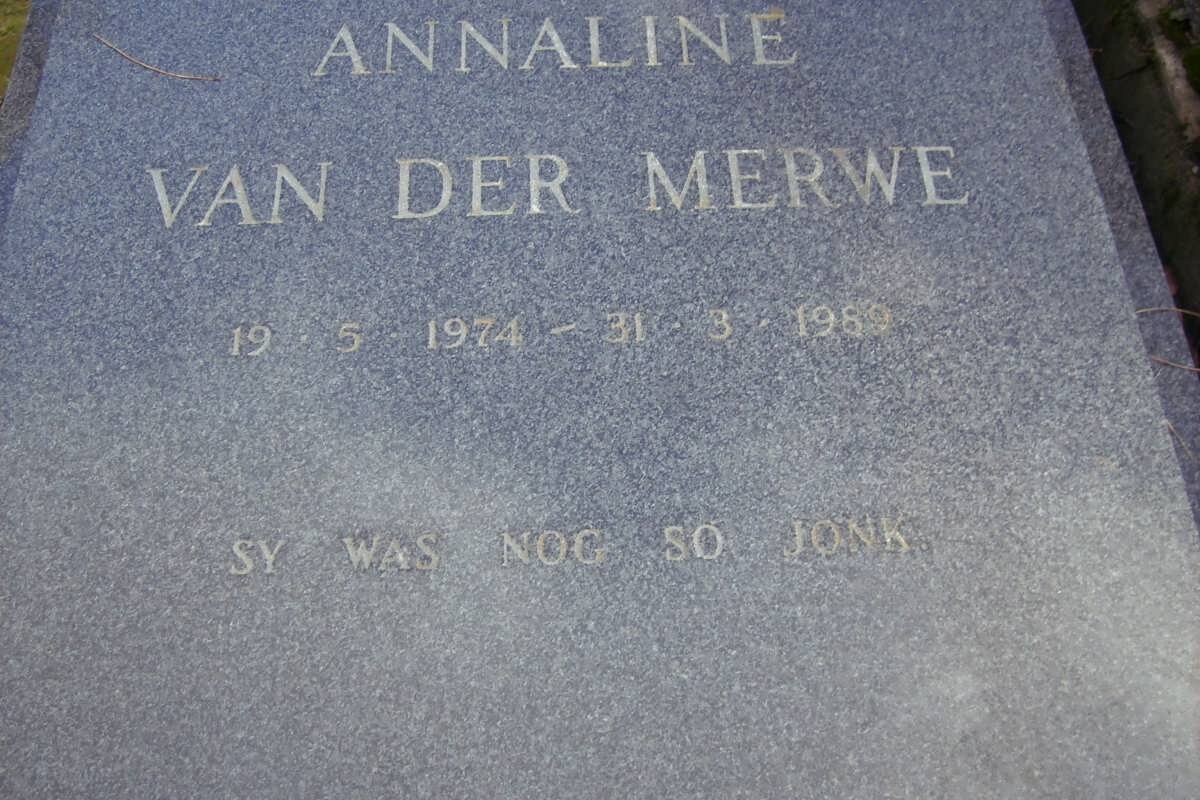 ANNALINE
VAN DER MERWE
19 · 5 · 1974 – 31 · 3 · 1989
SY WAS NOG SO JONK